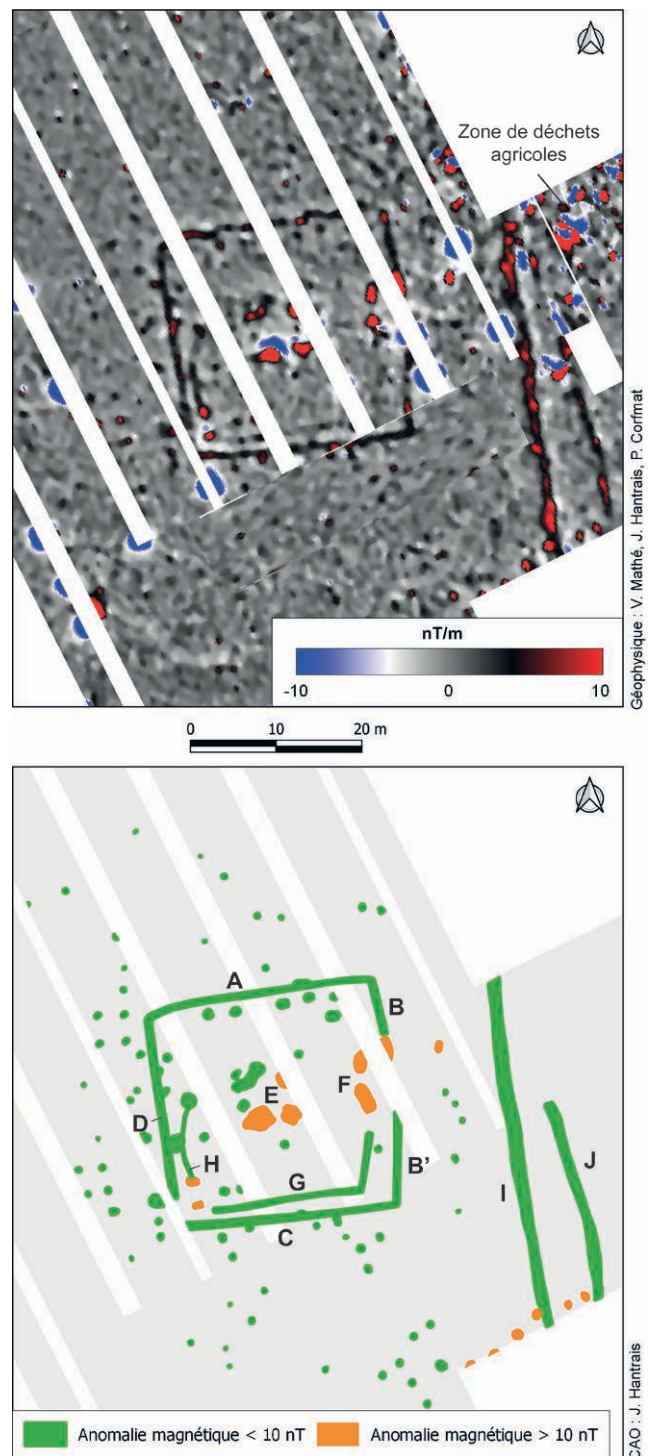 Zone de déchets
agricoles
nT/m
-10
0
10
Géophysique : V. Mathé, J. Hantrais, P. Corfmat
0
10
20 m
A
B
D
E
F
H
G
B'
C
I
J
Anomalie magnétique < 10 nT
Anomalie magnétique > 10 nT
CAO : J. Hantrais